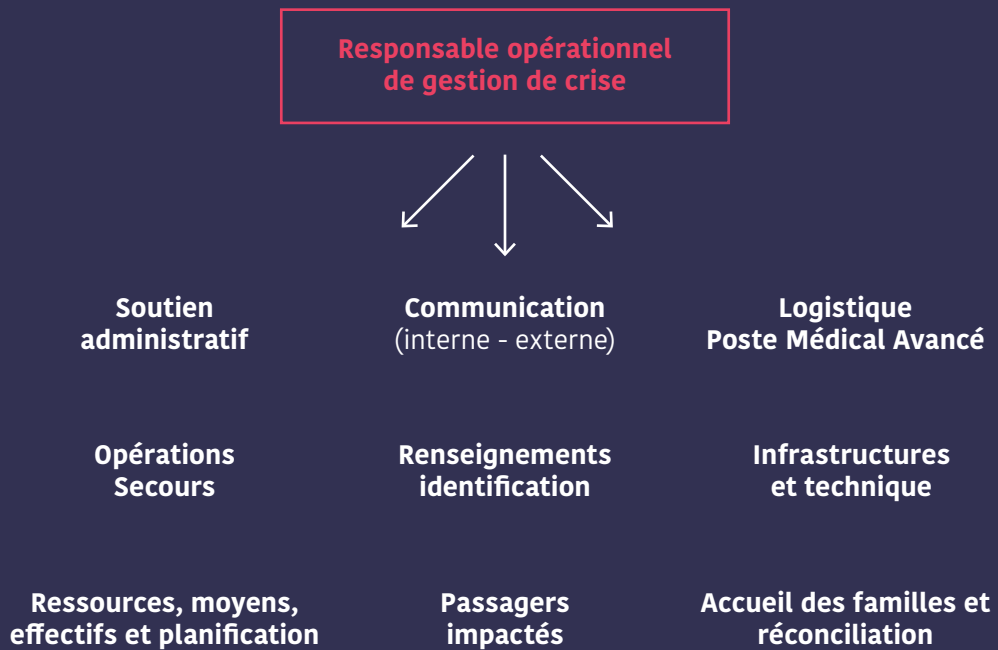 Responsable opérationnel
de gestion de crise
Soutien
administratif
Communication
(interne - externe)
Logistique
Poste Médical Avancé
Opérations
Secours
Renseignements
identification
Infrastructures
et technique
Ressources, moyens,
effectifs et planification
Passagers
impactés
Accueil des familles et
réconciliation